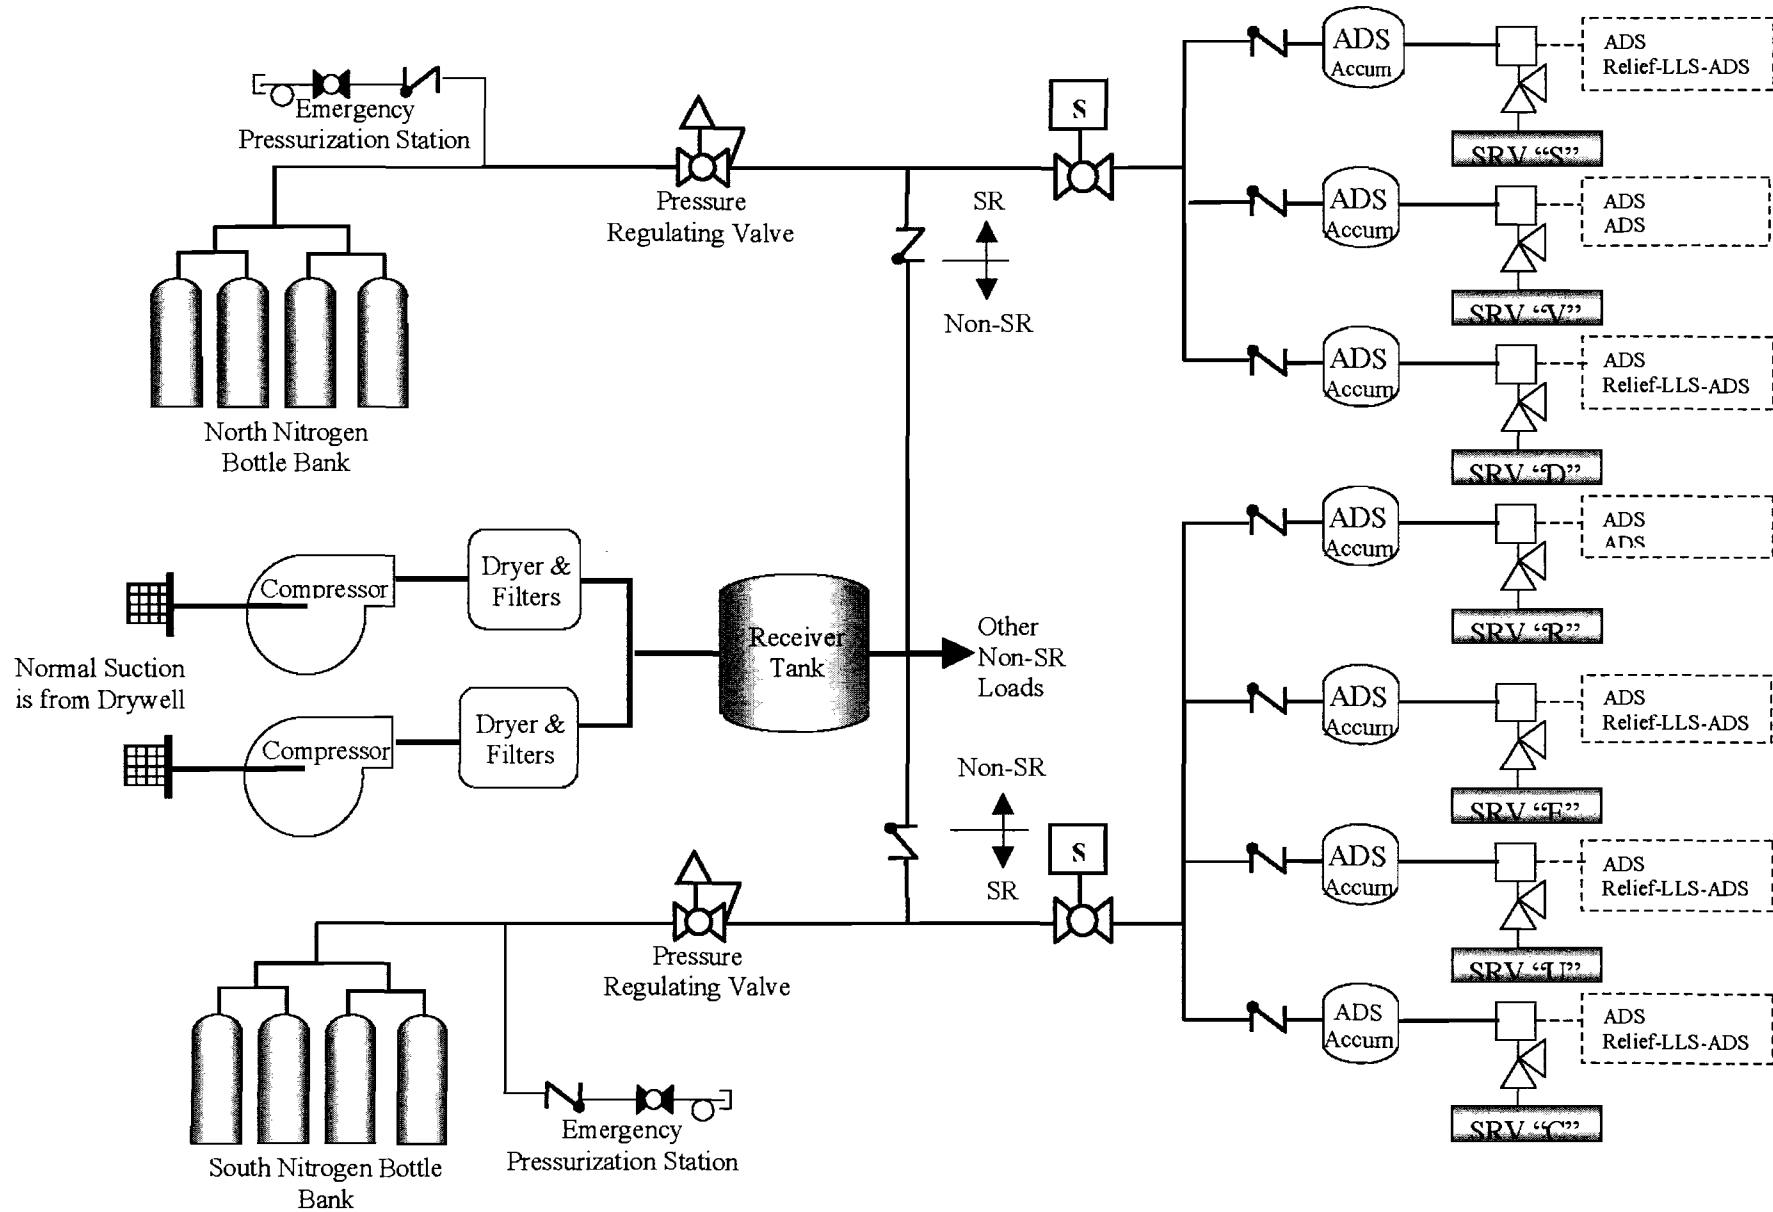 ADS
Accum
ADS
Relief-LLS-ADS
SRV “S”
Emergency
Pressurization Station
S
Pressure
Regulating Valve
SR
Non-SR
ADS
Accum
ADS
ADS
SRV “V”
ADS
Accum
ADS
Relief-LLS-ADS
SRV “D”
North Nitrogen
Bottle Bank
ADS
Accum
ADS
ADS
SRV “R”
Compressor
Dryer &
Filters
Normal Suction
is from Drywell
Receiver
Tank
Other
Non-SR
Loads
Compressor
Dryer &
Filters
ADS
Accum
ADS
Relief-LLS-ADS
SRV “E”
Non-SR
SR
S
ADS
Accum
ADS
Relief-LLS-ADS
SRV “U”
Pressure
Regulating Valve
ADS
Accum
ADS
Relief-LLS-ADS
SRV “C”
South Nitrogen Bottle
Bank
Emergency
Pressurization Station